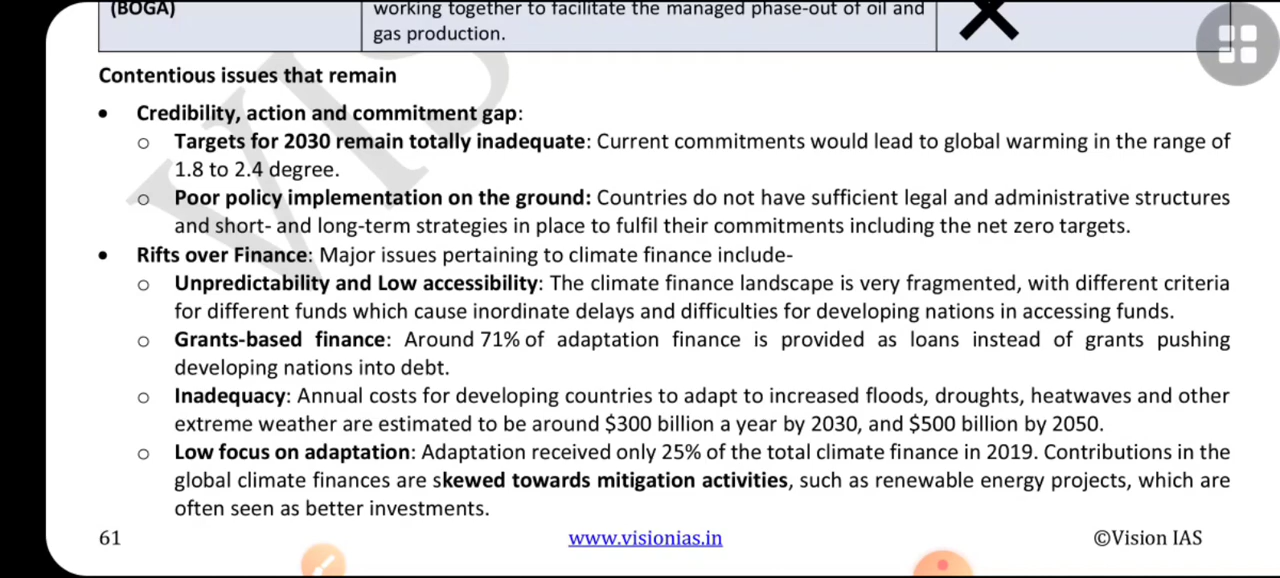 (BOGA)
working together to facilitate the managed phase-out of oil and
gas production.
Contentious issues that remain
• Credibility, action and commitment gap:
o Targets for 2030 remain totally inadequate: Current commitments would lead to global warming in the range of
1.8 to 2.4 degree.
o Poor policy implementation on the ground: Countries do not have sufficient legal and administrative structures
and short- and long-term strategies in place to fulfil their commitments including the net zero targets.
• Rifts over Finance: Major issues pertaining to climate finance include-
o Unpredictability and Low accessibility: The climate finance landscape is very fragmented, with different criteria
for different funds which cause inordinate delays and difficulties for developing nations in accessing funds.
o Grants-based finance: Around 71% of adaptation finance is provided as loans instead of grants pushing
developing nations into debt.
o Inadequacy: Annual costs for developing countries to adapt to increased floods, droughts, heatwaves and other
extreme weather are estimated to be around $300 billion a year by 2030, and $500 billion by 2050.
o Low focus on adaptation: Adaptation received only 25% of the total climate finance in 2019. Contributions in the
global climate finances are skewed towards mitigation activities, such as renewable energy projects, which are
often seen as better investments.
61 www.visionias.in ©Vision IAS